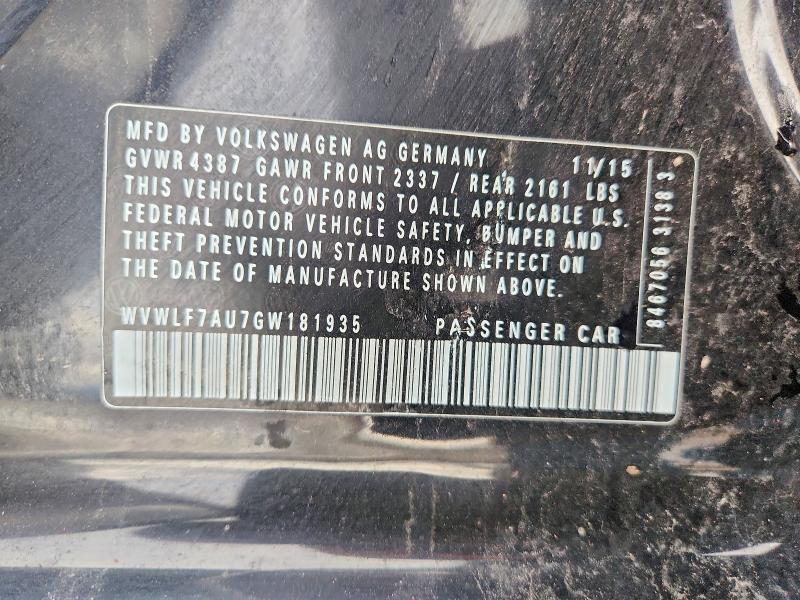 MFD BY VOLKSWAGEN AG GERMANY 11/15
GVWR 4387 GAWR FRONT 2337 / REAR 2161 LBS
THIS VEHICLE CONFORMS TO ALL APPLICABLE U.S.
FEDERAL MOTOR VEHICLE SAFETY, BUMPER AND
THEFT PREVENTION STANDARDS IN EFFECT ON
THE DATE OF MANUFACTURE SHOWN ABOVE.
WVWLF7AU7GW181935 PASSENGER CAR
8467056 3138 3